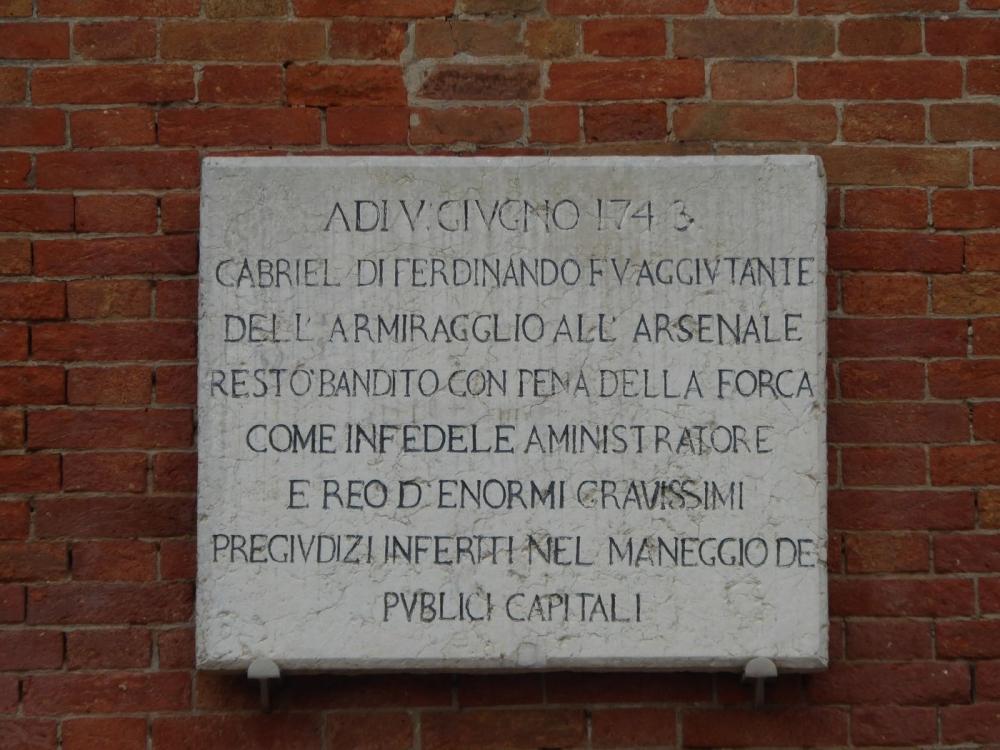 ADI V. GIVGNO 1743.
GABRIEL DI FERDINANDO FV AGGIVTANTE
DELL' ARMIRAGGLIO ALL' ARSENALE
RESTO' BANDITO CON PENA DELLA FORCA
COME INFEDELE AMINISTRATORE
E REO D'ENORMI GRAVISSIMI
PREGIVDIZI INFERITI NEL MANEGGIO DE
PVBLICI CAPITALI